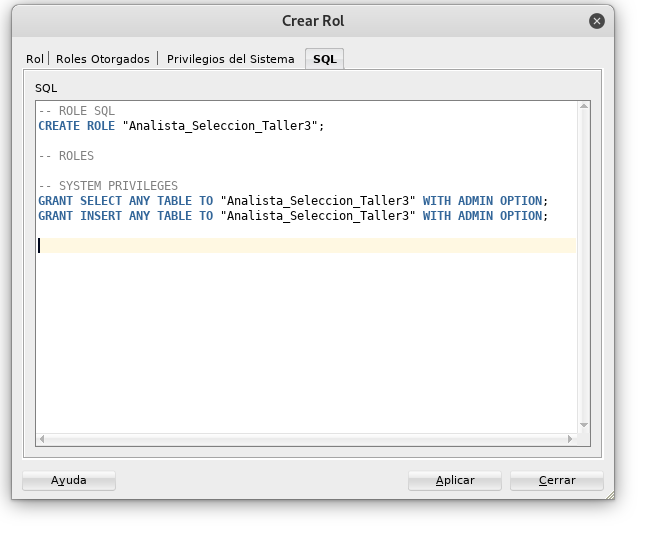 Crear Rol
Rol Roles Otorgados Privilegios del Sistema SQL
SQL
-- ROLE SQL
CREATE ROLE "Analista_Seleccion_Taller3";
-- ROLES
-- SYSTEM PRIVILEGES
GRANT SELECT ANY TABLE TO "Analista_Seleccion_Taller3" WITH ADMIN OPTION;
GRANT INSERT ANY TABLE TO "Analista_Seleccion_Taller3" WITH ADMIN OPTION;
Ayuda Aplicar Cerrar